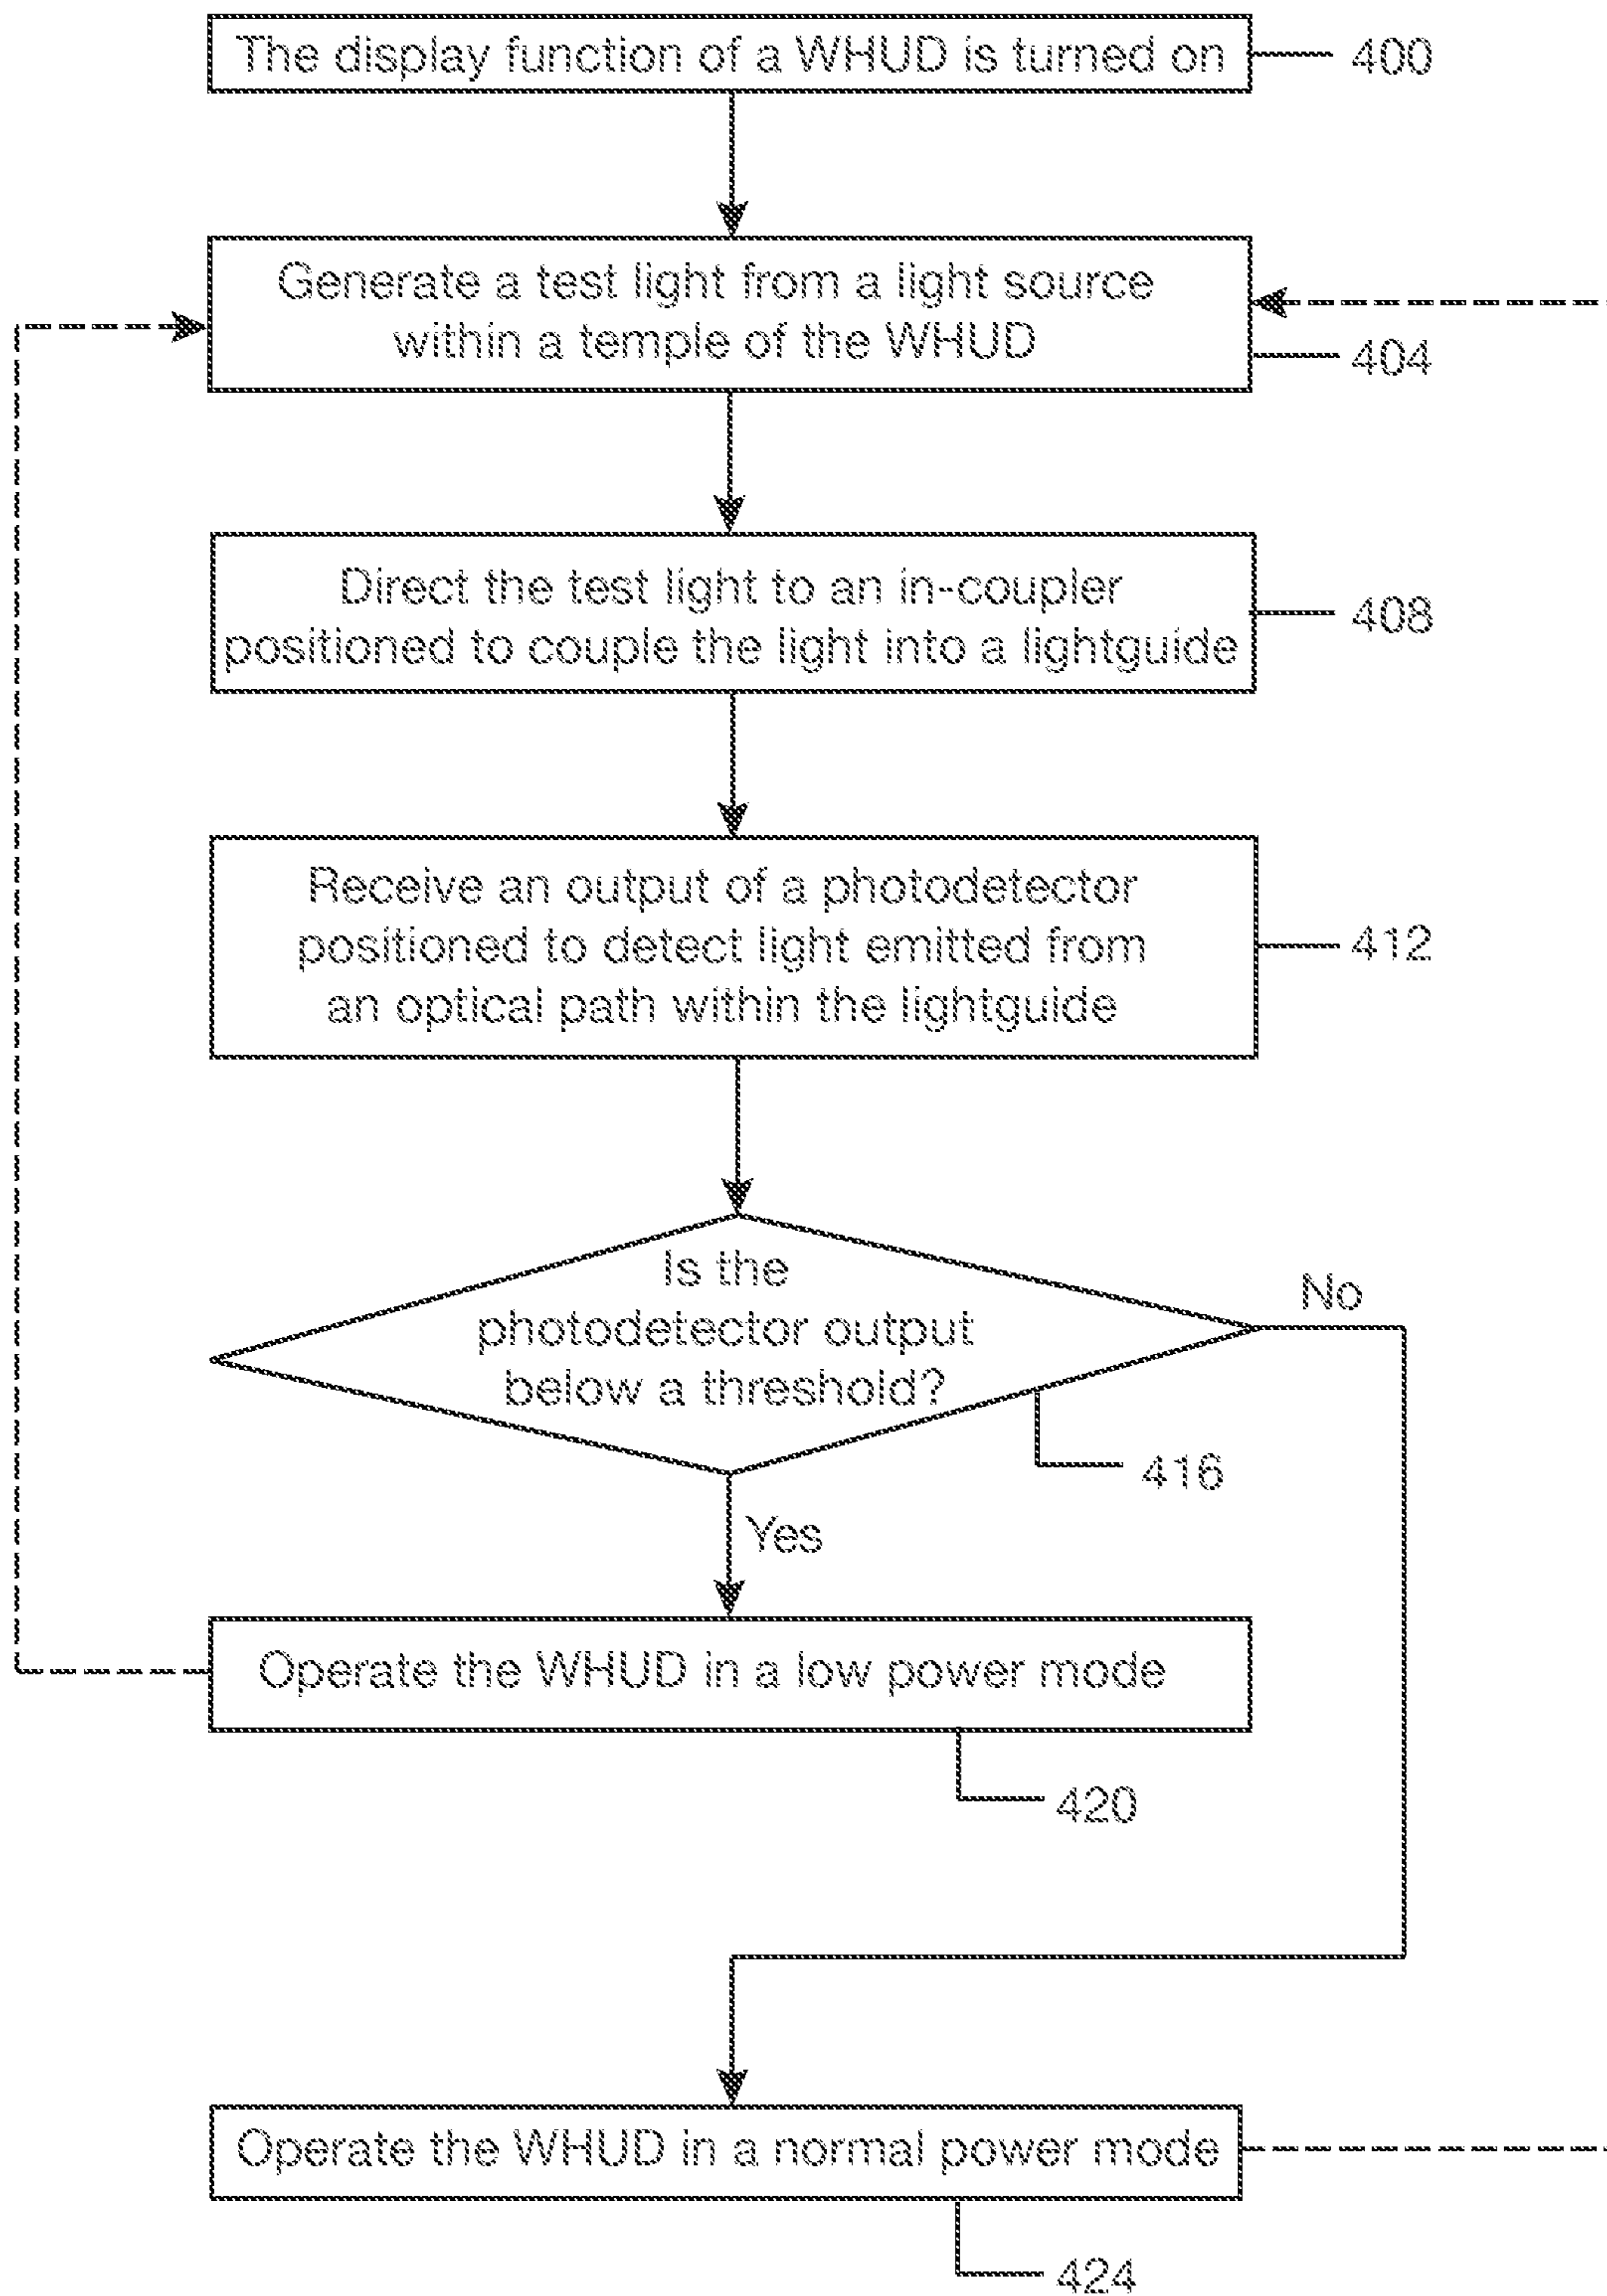 The display function of a WHUD is turned on
400
Generate a test light from a light source
within a temple of the WHUD
404
Direct the test light to an in-coupler
positioned to couple the light into a lightguide
408
Receive an output of a photodetector
positioned to detect light emitted from
an optical path within the lightguide
412
Is the
photodetector output
below a threshold?
No
416
Yes
Operate the WHUD in a low power mode
420
Operate the WHUD in a normal power mode
424